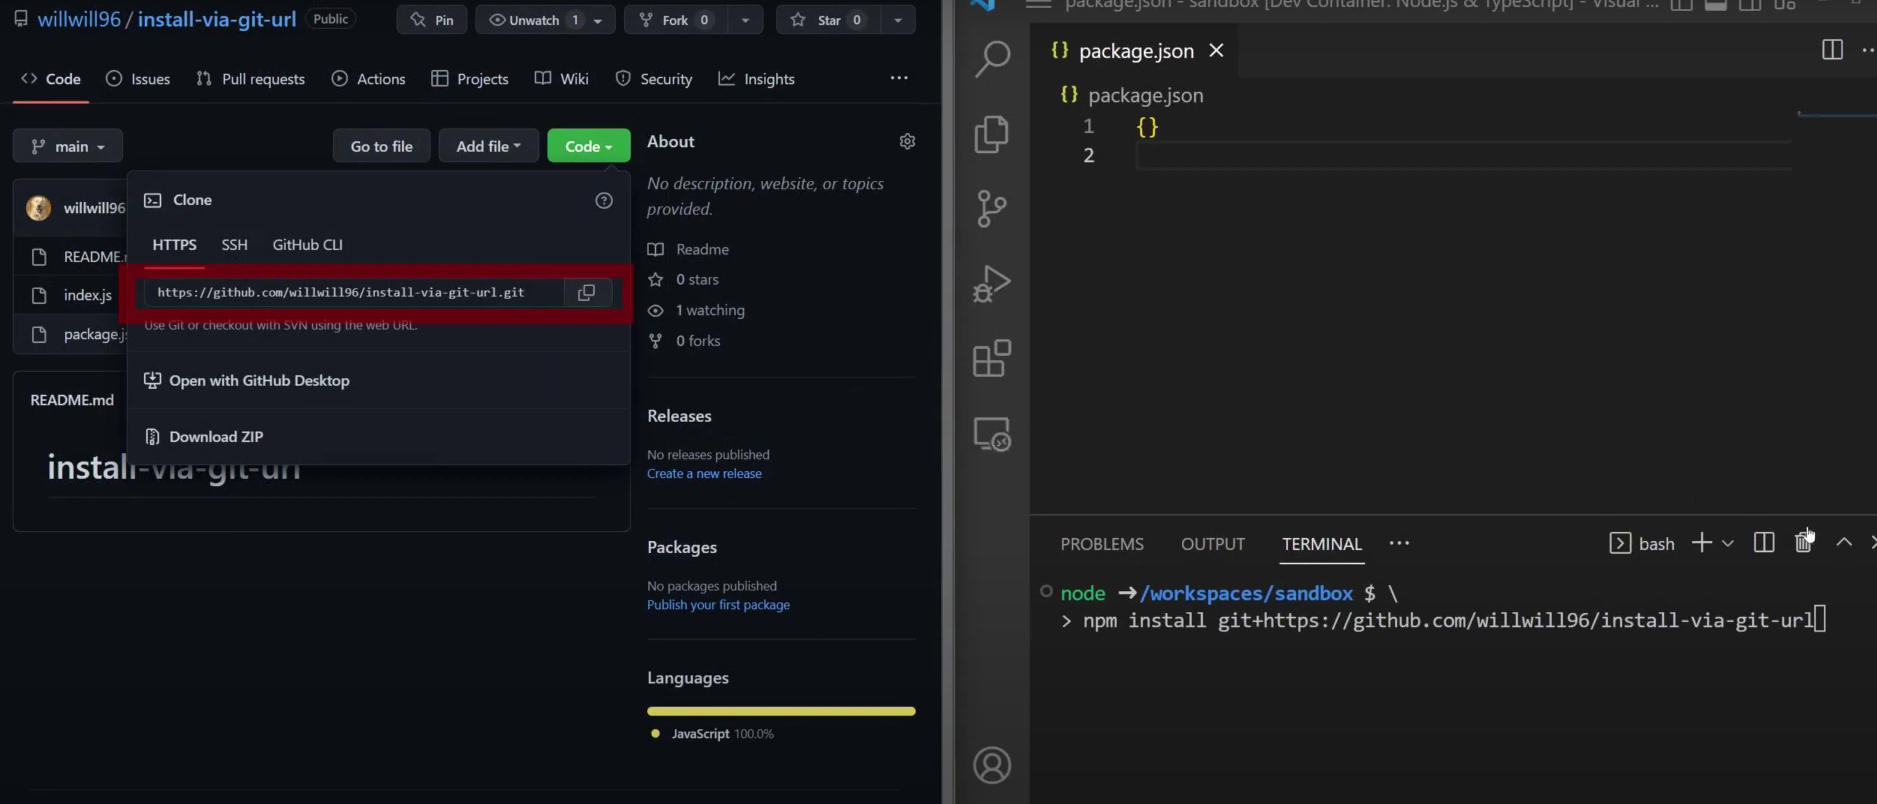 willwill96 / install-via-git-url Public
Pin
Unwatch 1
Fork 0
Star 0
Code
Issues
Pull requests
Actions
Projects
Wiki
Security
Insights
main
Go to file
Add file
Code
willwill96
README.
index.js
package.js
Clone
HTTPS SSH GitHub CLI
https://github.com/willwill96/install-via-git-url.git
Use Git or checkout with SVN using the web URL.
Open with GitHub Desktop
Download ZIP
README.md
install-via-git-url
About
No description, website, or topics
provided.
Readme
0 stars
1 watching
0 forks
Releases
No releases published
Create a new release
Packages
No packages published
Publish your first package
Languages
JavaScript 100.0%
package.json - sandbox [Dev Container: Node.js & TypeScript] - Visual ...
{} package.json
{} package.json
1 {}
2
PROBLEMS OUTPUT TERMINAL ...
bash
node ➜/workspaces/sandbox $ \
> npm install git+https://github.com/willwill96/install-via-git-url